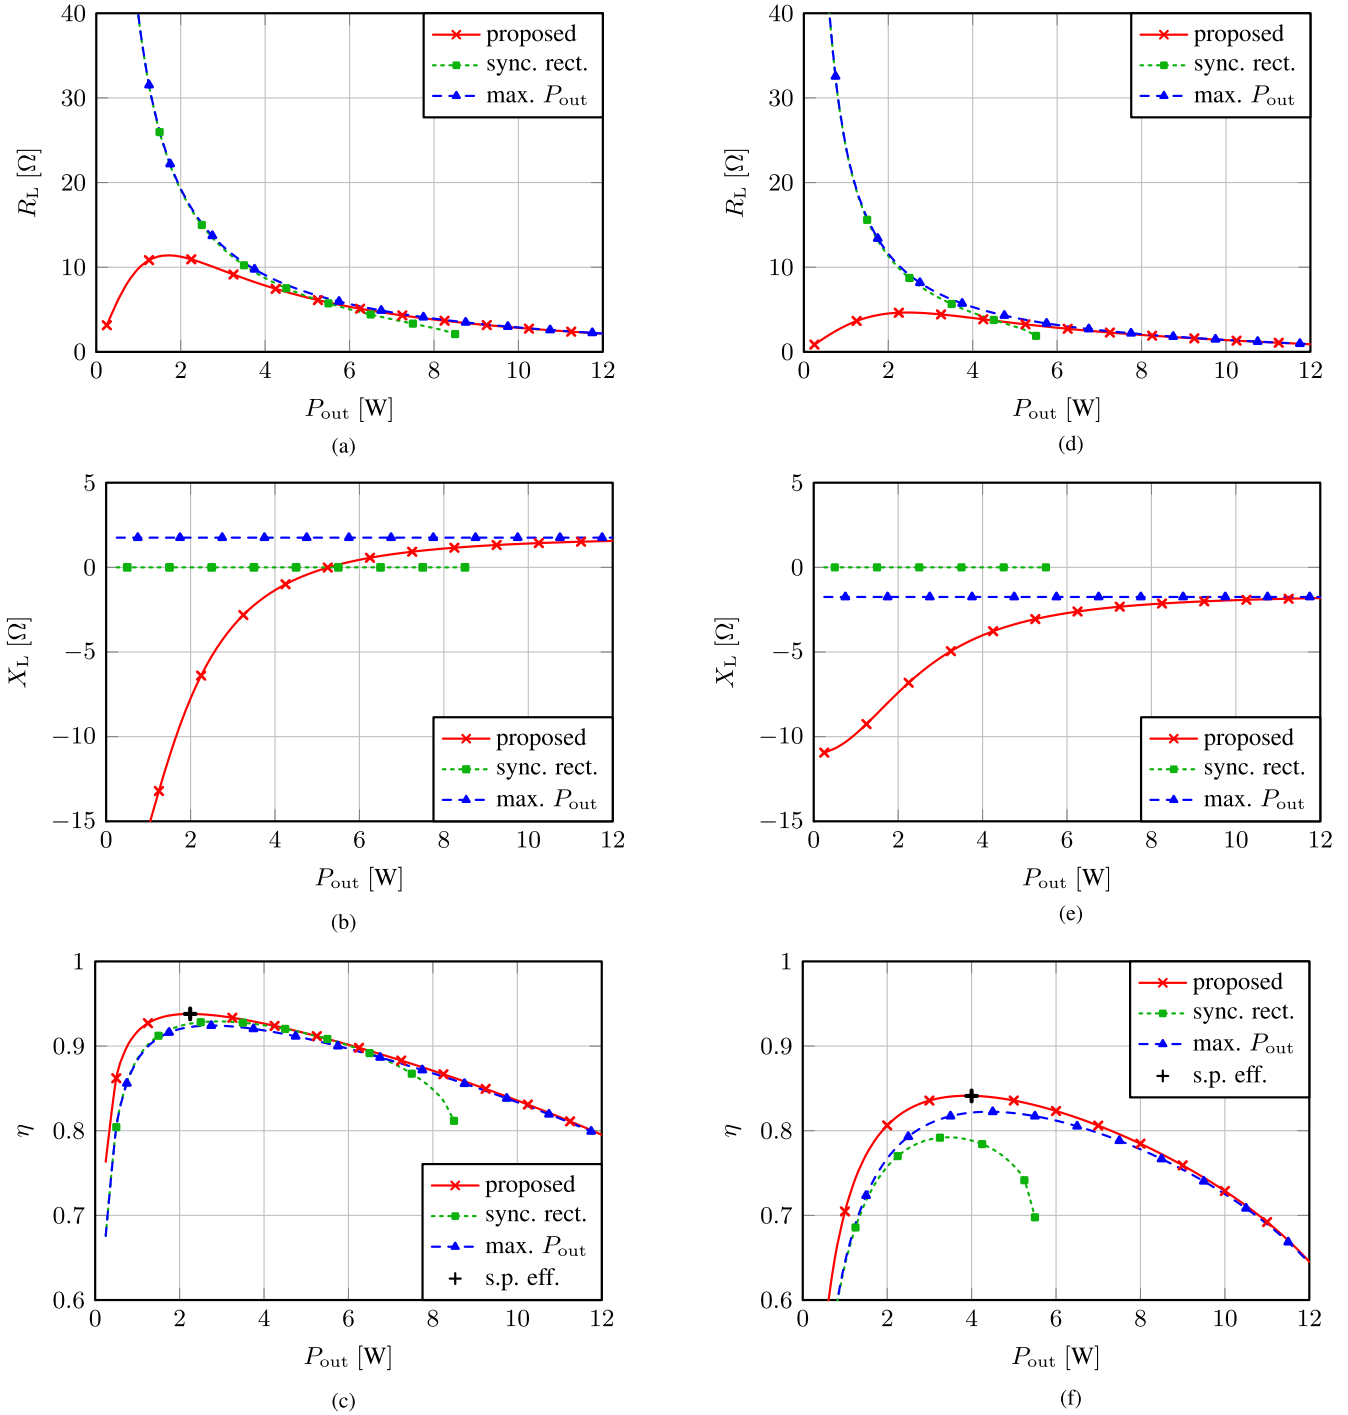 40
30
20
10
0
R_L [Ω]
proposed
sync. rect.
max. P_out
0 2 4 6 8 10 12
P_out [W]
(a)
40
30
20
10
0
R_L [Ω]
proposed
sync. rect.
max. P_out
0 2 4 6 8 10 12
P_out [W]
(d)
5
0
−5
−10
−15
X_L [Ω]
proposed
sync. rect.
max. P_out
0 2 4 6 8 10 12
P_out [W]
(b)
5
0
−5
−10
−15
X_L [Ω]
proposed
sync. rect.
max. P_out
0 2 4 6 8 10 12
P_out [W]
(e)
1
0.9
0.8
0.7
0.6
η
proposed
sync. rect.
max. P_out
s.p. eff.
0 2 4 6 8 10 12
P_out [W]
(c)
1
0.9
0.8
0.7
0.6
η
proposed
sync. rect.
max. P_out
s.p. eff.
0 2 4 6 8 10 12
P_out [W]
(f)